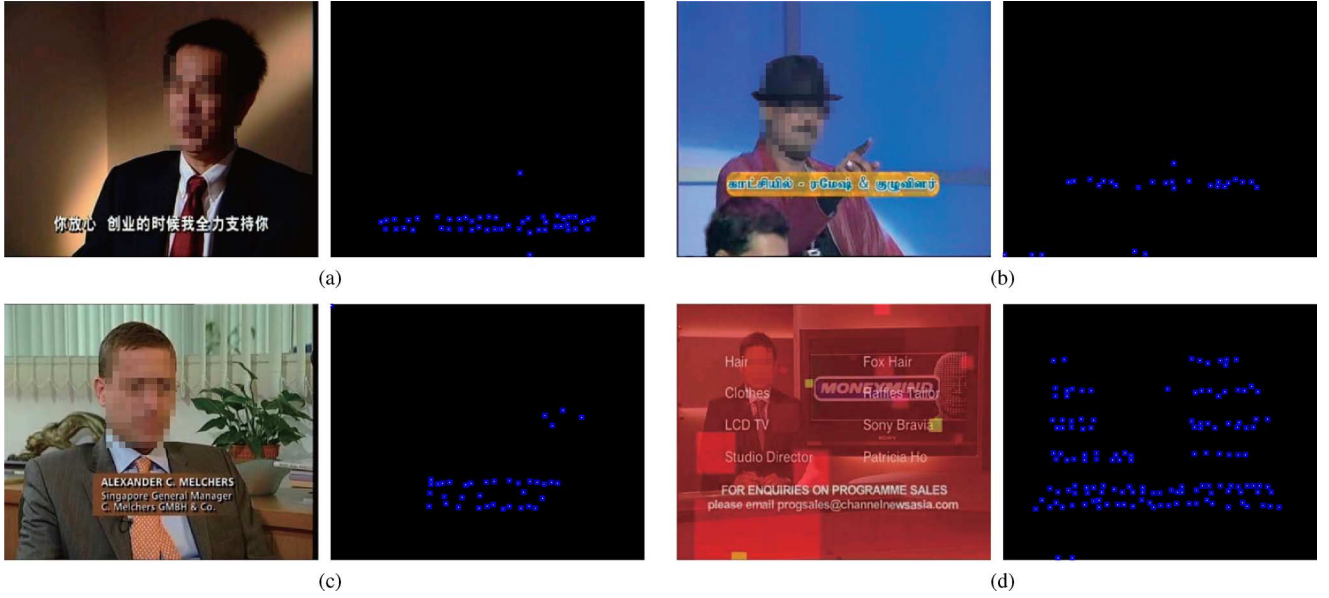 你放心 创业的时候我全力支持你
(a)
காட்சியில் - ரமேஷ் & குழுவினர்
(b)
ALEXANDER C. MELCHERS
Singapore General Manager
C. Melchers GMBH & Co.
(c)
Hair Fox Hair
MONEYMIND
Clothes Raffles Tailor
LCD TV Sony Bravia
SONY
Studio Director Patricia Ho
FOR ENQUIRIES ON PROGRAMME SALES
please email progsales@channelnewsasia.com
(d)